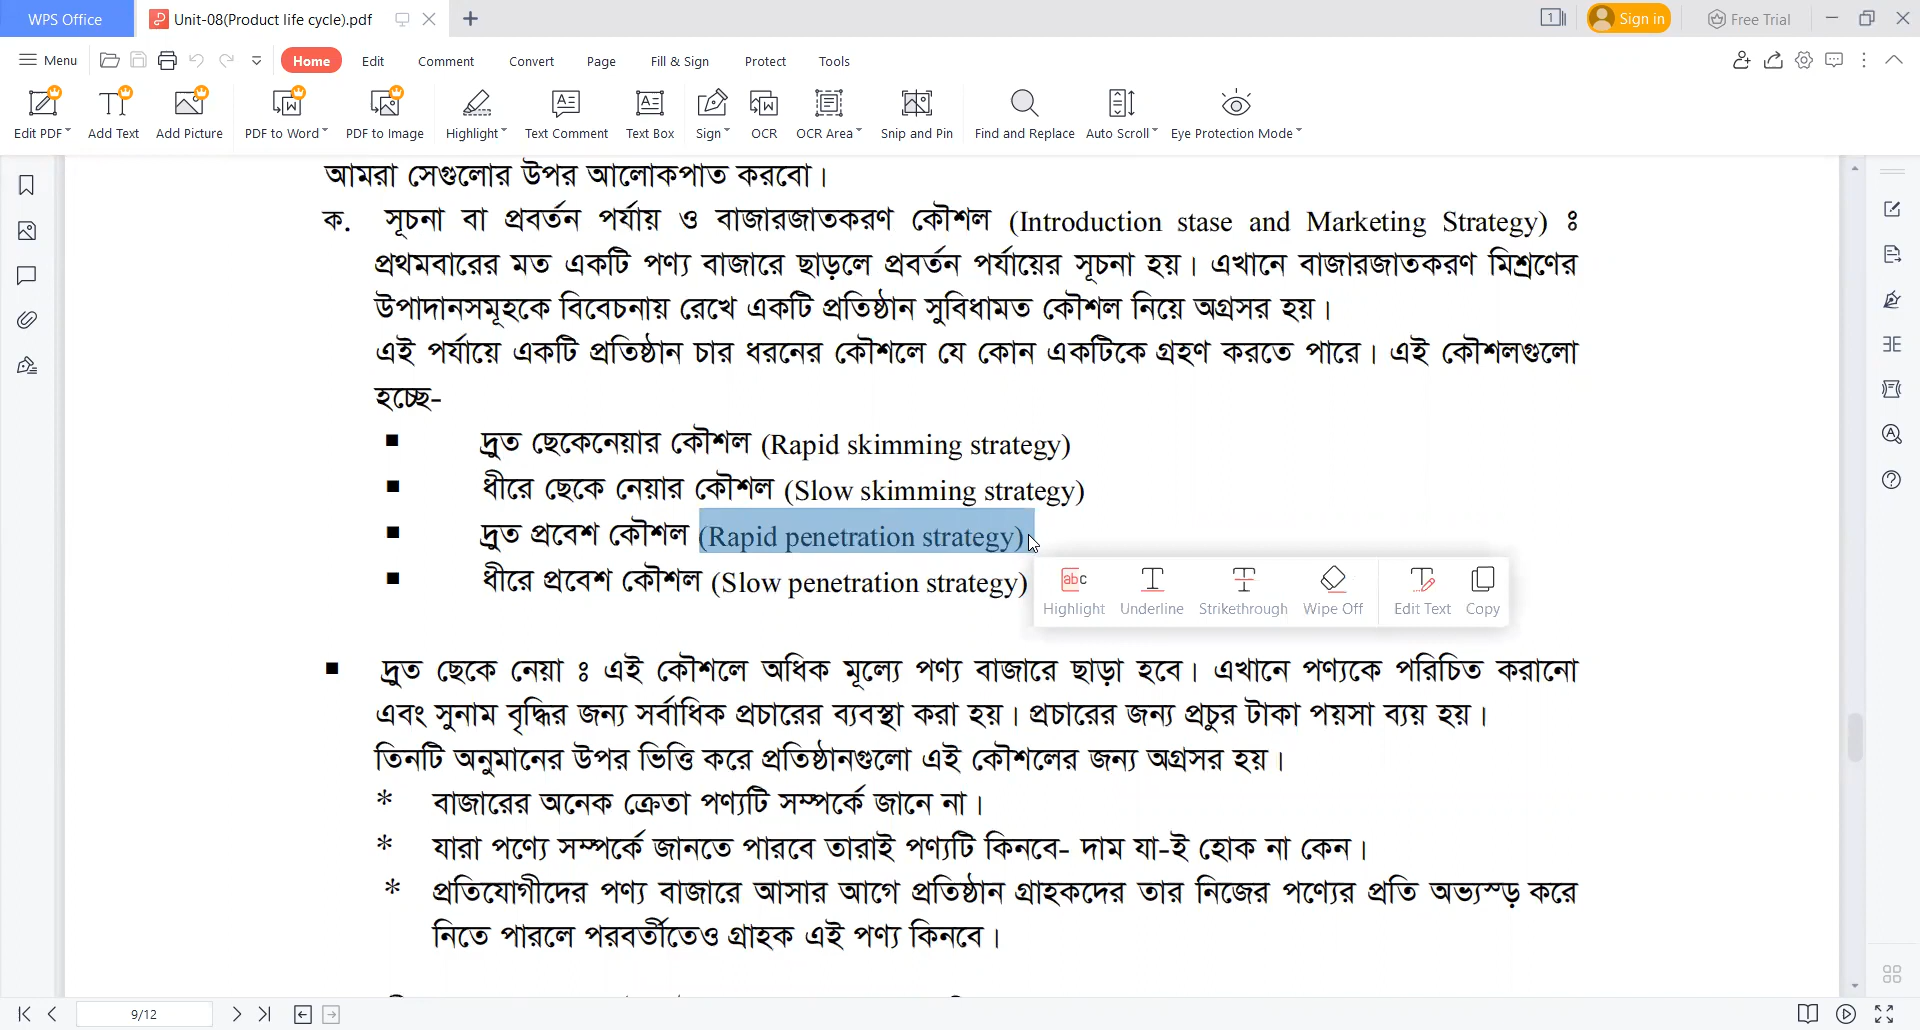 WPS Office
Unit-08(Product life cycle).pdf
1
Sign in
Free Trial
Menu
Home
Edit
Comment
Convert
Page
Fill & Sign
Protect
Tools
Edit PDF
Add Text
Add Picture
PDF to Word
PDF to Image
Highlight
Text Comment
Text Box
Sign
OCR
OCR Area
Snip and Pin
Find and Replace
Auto Scroll
Eye Protection Mode
আমরা সেগুলোর উপর আলোকপাত করবো।
ক. সূচনা বা প্রবর্তন পর্যায় ও বাজারজাতকরণ কৌশল (Introduction stase and Marketing Strategy) ঃ
প্রথমবারের মত একটি পণ্য বাজারে ছাড়লে প্রবর্তন পর্যায়ের সূচনা হয়। এখানে বাজারজাতকরণ মিশ্রণের
উপাদানসমূহকে বিবেচনায় রেখে একটি প্রতিষ্ঠান সুবিধামত কৌশল নিয়ে অগ্রসর হয়।
এই পর্যায়ে একটি প্রতিষ্ঠান চার ধরনের কৌশলে যে কোন একটিকে গ্রহণ করতে পারে। এই কৌশলগুলো
হচ্ছে-
■ দ্রুত ছেকেনেয়ার কৌশল (Rapid skimming strategy)
■ ধীরে ছেকে নেয়ার কৌশল (Slow skimming strategy)
■ দ্রুত প্রবেশ কৌশল (Rapid penetration strategy)
■ ধীরে প্রবেশ কৌশল (Slow penetration strategy)
abc
Highlight
Underline
Strikethrough
Wipe Off
Edit Text
Copy
■ দ্রুত ছেকে নেয়া ঃ এই কৌশলে অধিক মূল্যে পণ্য বাজারে ছাড়া হবে। এখানে পণ্যকে পরিচিত করানো
এবং সুনাম বৃদ্ধির জন্য সর্বাধিক প্রচারের ব্যবস্থা করা হয়। প্রচারের জন্য প্রচুর টাকা পয়সা ব্যয় হয়।
তিনটি অনুমানের উপর ভিত্তি করে প্রতিষ্ঠানগুলো এই কৌশলের জন্য অগ্রসর হয়।
* বাজারের অনেক ক্রেতা পণ্যটি সম্পর্কে জানে না।
* যারা পণ্যে সম্পর্কে জানতে পারবে তারাই পণ্যটি কিনবে- দাম যা-ই হোক না কেন।
* প্রতিযোগীদের পণ্য বাজারে আসার আগে প্রতিষ্ঠান গ্রাহকদের তার নিজের পণ্যের প্রতি অভ্যস্ড় করে
নিতে পারলে পরবর্তীতেও গ্রাহক এই পণ্য কিনবে।
9/12